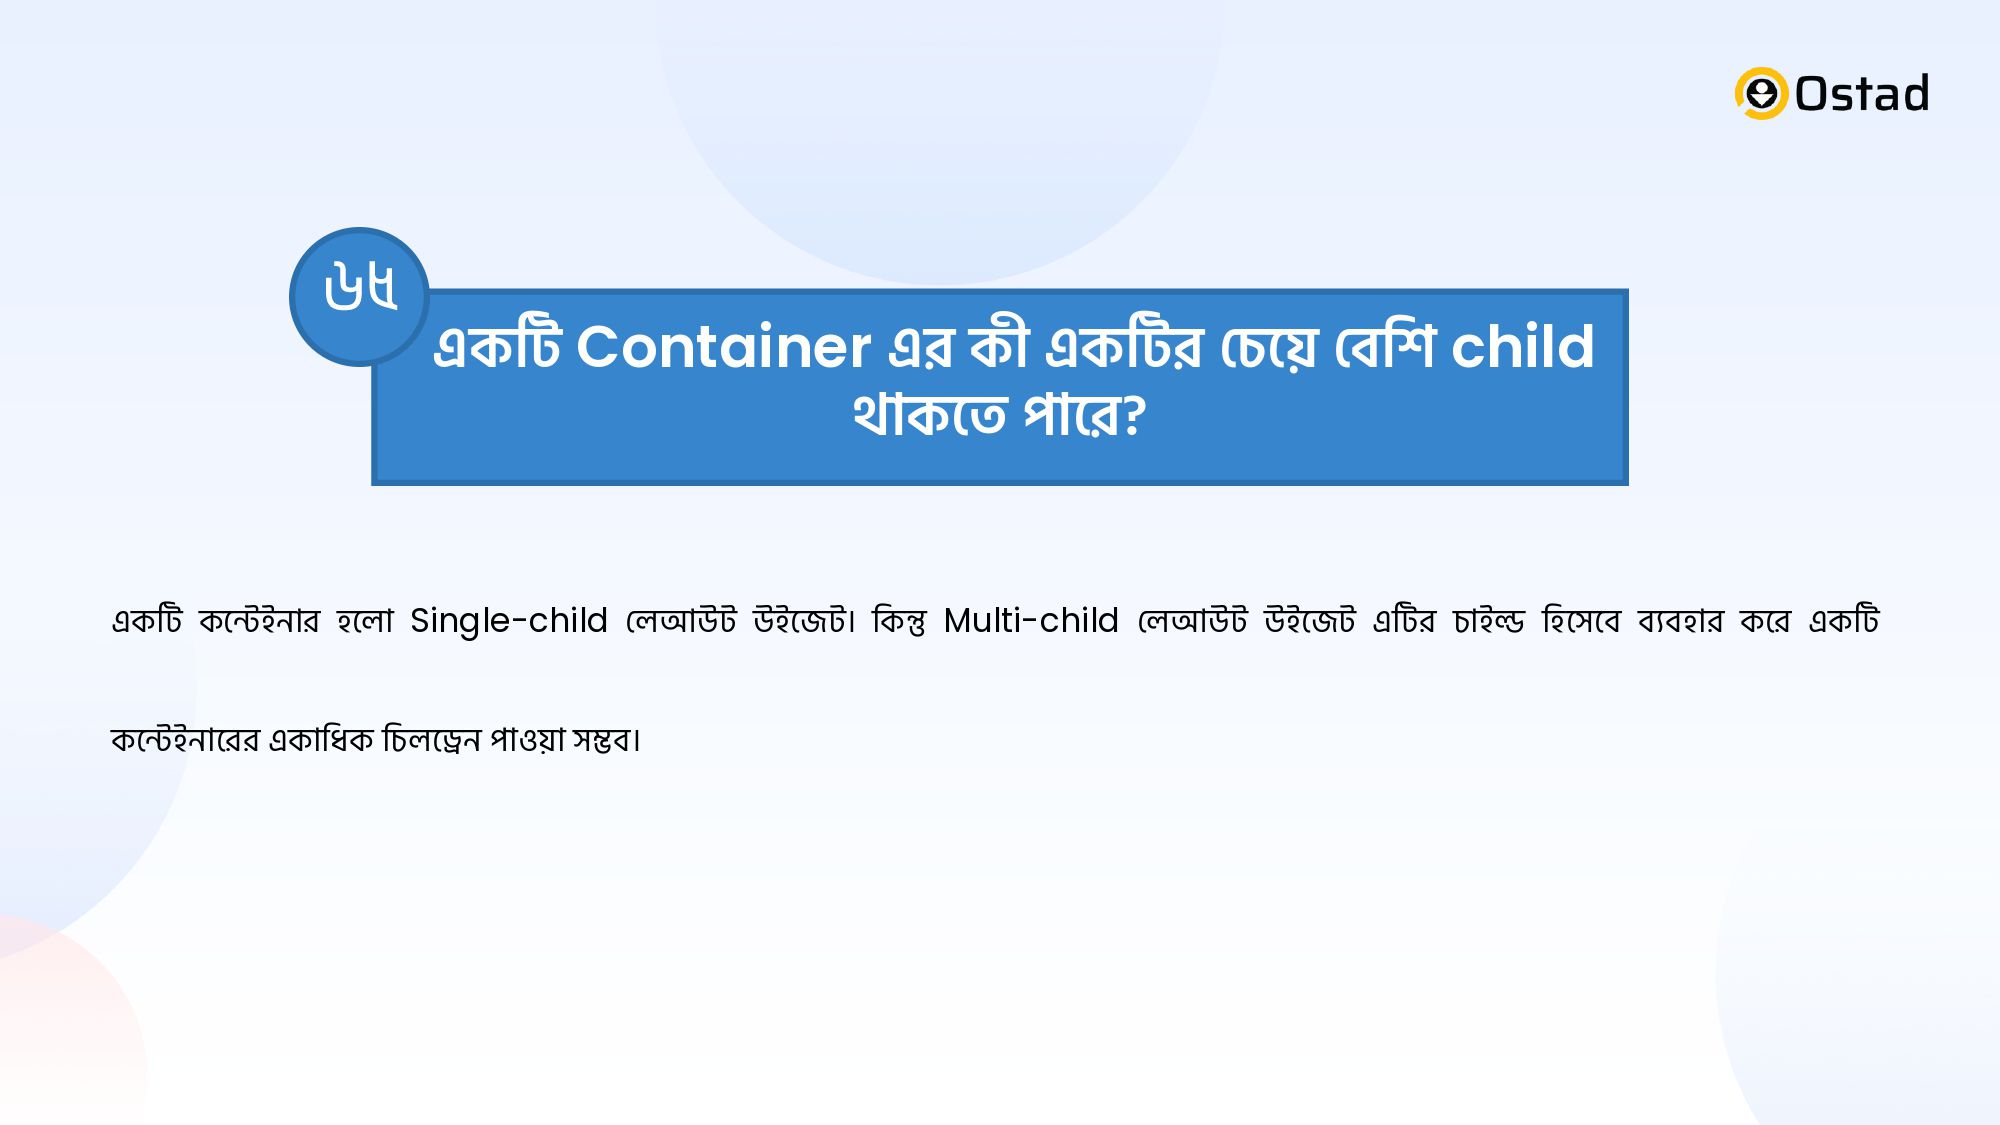 Ostad
৬৫
একটি Container এর কী একটির চেয়ে বেশি child
থাকতে পারে?
একটি কন্টেইনার হলো Single-child লেআউট উইজেট। কিন্তু Multi-child লেআউট উইজেট এটির চাইল্ড হিসেবে ব্যবহার করে একটি
কন্টেইনারের একাধিক চিলড্রেন পাওয়া সম্ভব।